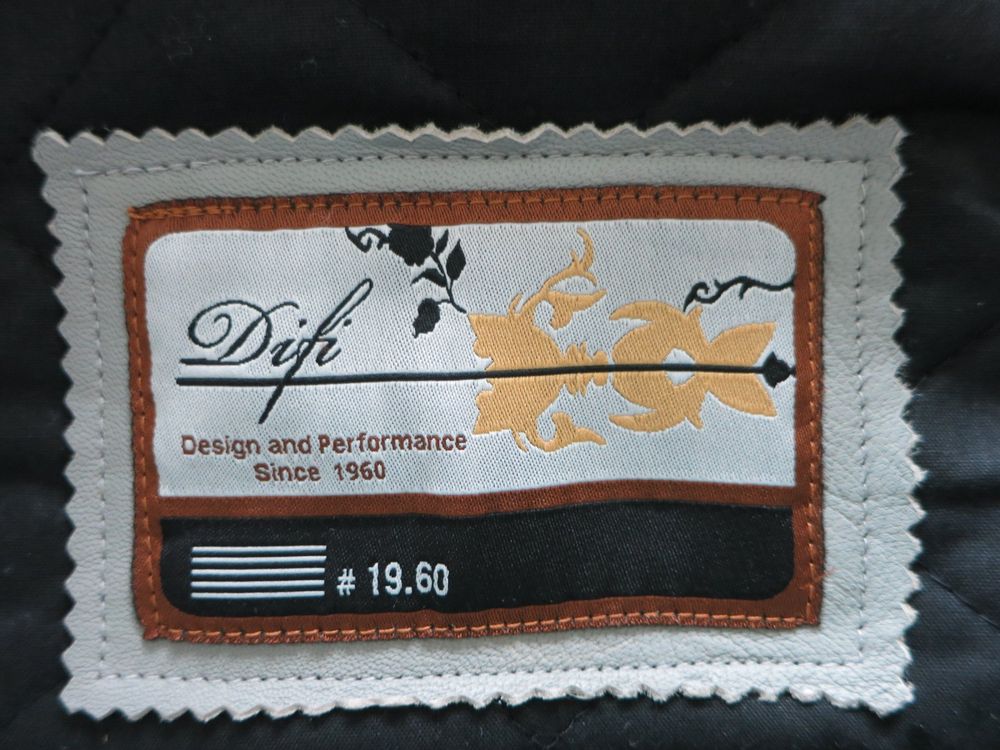 Difi
Design and Performance
Since 1960
# 19.60